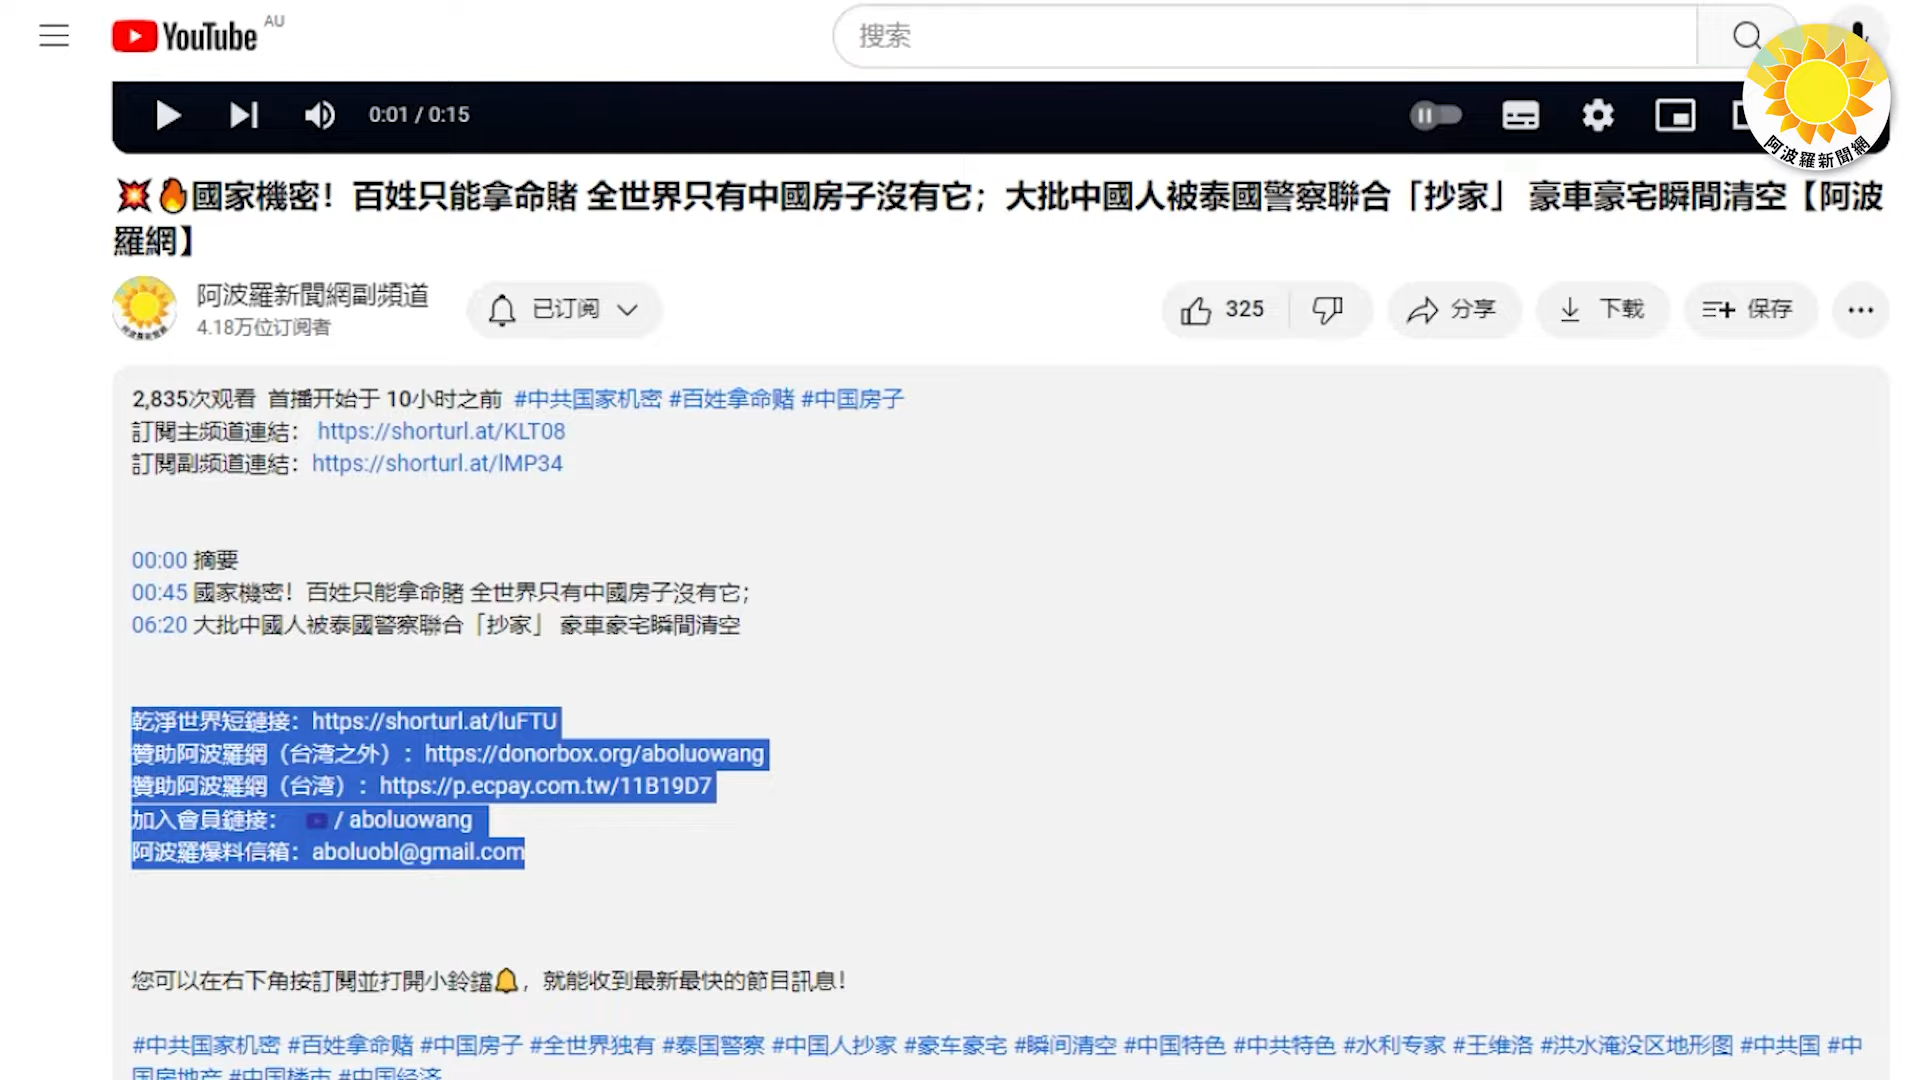 YouTube AU
搜索
阿波羅新聞網
0:01 / 0:15
💥🔥國家機密！百姓只能拿命賭 全世界只有中國房子沒有它；大批中國人被泰國警察聯合「抄家」 豪車豪宅瞬間清空【阿波
羅網】
阿波羅新聞網副頻道
4.18万位订阅者
已订阅
325
分享
下载
保存
2,835次观看 首播开始于 10小时之前 #中共国家机密 #百姓拿命赌 #中国房子
訂閱主频道連結： https://shorturl.at/KLT08
訂閱副頻道連結：https://shorturl.at/lMP34
00:00 摘要
00:45 國家機密！百姓只能拿命賭 全世界只有中國房子沒有它；
06:20 大批中國人被泰國警察聯合「抄家」 豪車豪宅瞬間清空
乾淨世界短鏈接：https://shorturl.at/luFTU
贊助阿波羅網（台湾之外）：https://donorbox.org/aboluowang
贊助阿波羅網（台湾）：https://p.ecpay.com.tw/11B19D7
加入會員鏈接： / aboluowang
阿波羅爆料信箱：aboluobl@gmail.com
您可以在右下角按訂閱並打開小鈴鐺🔔，就能收到最新最快的節目訊息！
#中共国家机密 #百姓拿命赌 #中国房子 #全世界独有 #泰国警察 #中国人抄家 #豪车豪宅 #瞬间清空 #中国特色 #中共特色 #水利专家 #王维洛 #洪水淹没区地形图 #中共国 #中
国房地产 #中国楼市 #中国经济